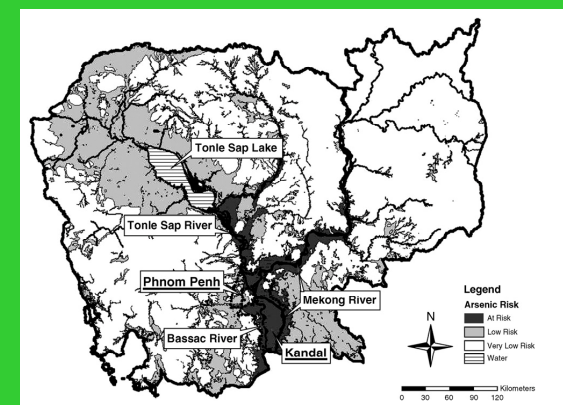 Tonle Sap Lake
Tonle Sap River
Phnom Penh
Mekong River
Bassac River
Kandal
N
Legend
Arsenic Risk
At Risk
Low Risk
Very Low Risk
Water
Kilometers
0 30 60 90 120